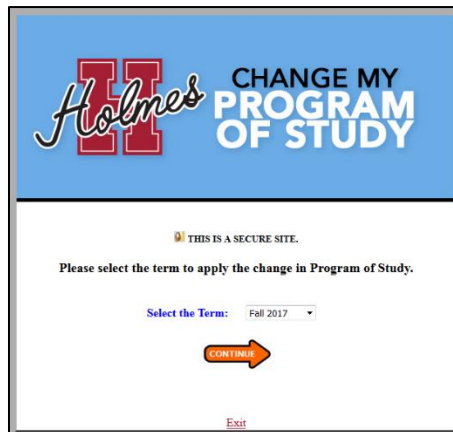 Holmes
H
CHANGE MY
PROGRAM
OF STUDY
THIS IS A SECURE SITE.
Please select the term to apply the change in Program of Study.
Select the Term: Fall 2017
CONTINUE
Exit